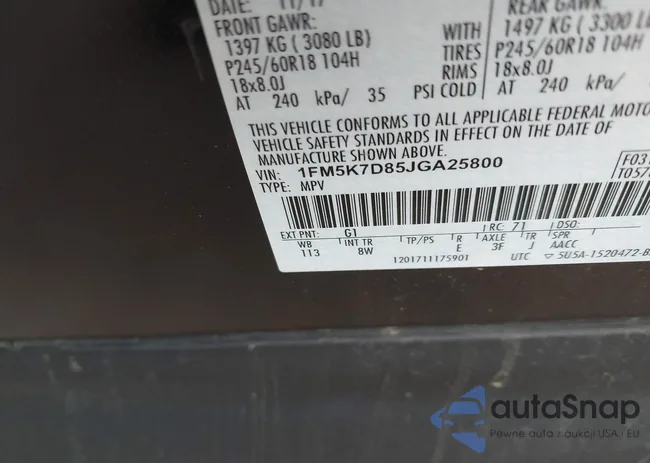 DATE: 11/17
FRONT GAWR:
1397 KG ( 3080 LB)
P245/60R18 104H
18x8.0J
AT 240 kPa/ 35
WITH
TIRES
RIMS
PSI COLD
REAR GAWR:
1497 KG ( 3300 LB
P245/60R18 104H
18x8.0J
AT 240 kPa/
THIS VEHICLE CONFORMS TO ALL APPLICABLE FEDERAL MOTO
VEHICLE SAFETY STANDARDS IN EFFECT ON THE DATE OF
MANUFACTURE SHOWN ABOVE.
VIN: 1FM5K7D85JGA25800
TYPE: MPV
F031
T057
EXT PNT: G1 RC: 71 DSO:
WB INT TR TP/PS R AXLE TR SPR
113 8W E 3F J AACC
1201711175901 UTC 5U5A-1520472-B
autaSnap
Pewne auta z aukcji USA i EU